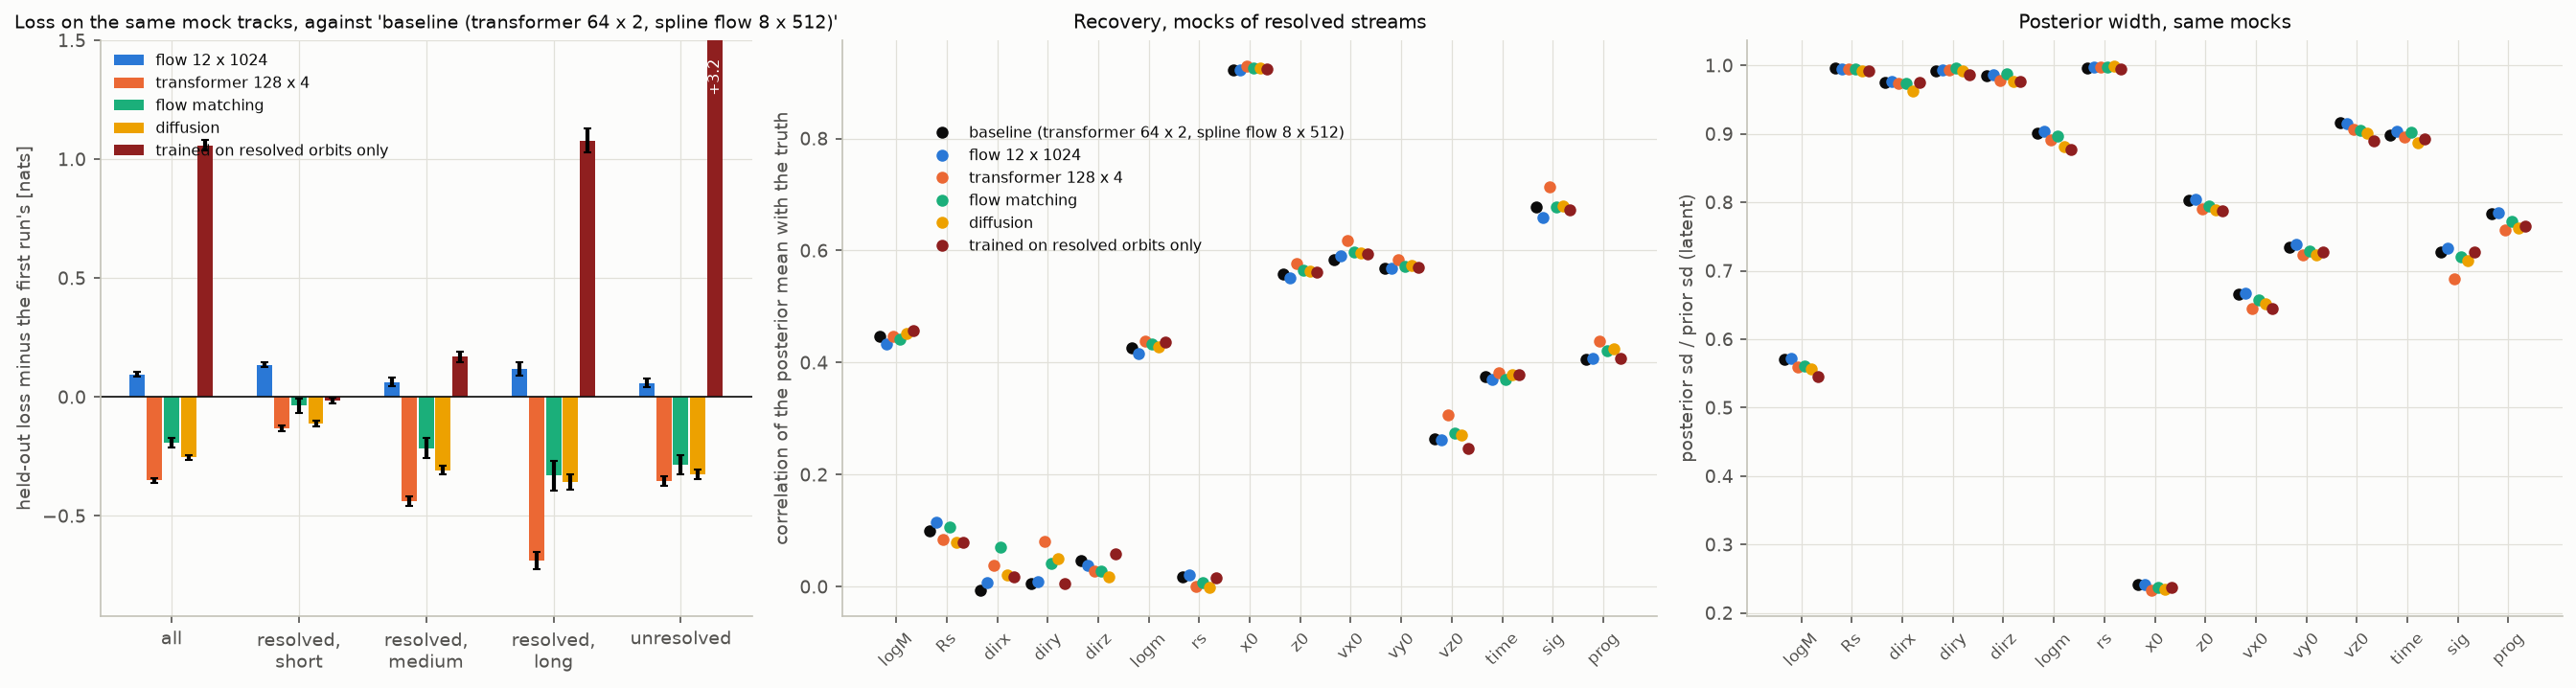 Loss on the same mock tracks, against 'baseline (transformer 64 x 2, spline flow 8 x 512)'
held-out loss minus the first run's [nats]
1.5
1.0
0.5
0.0
−0.5
flow 12 x 1024
transformer 128 x 4
flow matching
diffusion
trained on resolved orbits only
+3.2
all
resolved,
short
resolved,
medium
resolved,
long
unresolved
Recovery, mocks of resolved streams
correlation of the posterior mean with the truth
0.8
0.6
0.4
0.2
0.0
baseline (transformer 64 x 2, spline flow 8 x 512)
flow 12 x 1024
transformer 128 x 4
flow matching
diffusion
trained on resolved orbits only
logM
Rs
dirx
diry
dirz
logm
rs
x0
z0
vx0
vy0
vz0
time
sig
prog
Posterior width, same mocks
posterior sd / prior sd (latent)
1.0
0.9
0.8
0.7
0.6
0.5
0.4
0.3
0.2
logM
Rs
dirx
diry
dirz
logm
rs
x0
z0
vx0
vy0
vz0
time
sig
prog